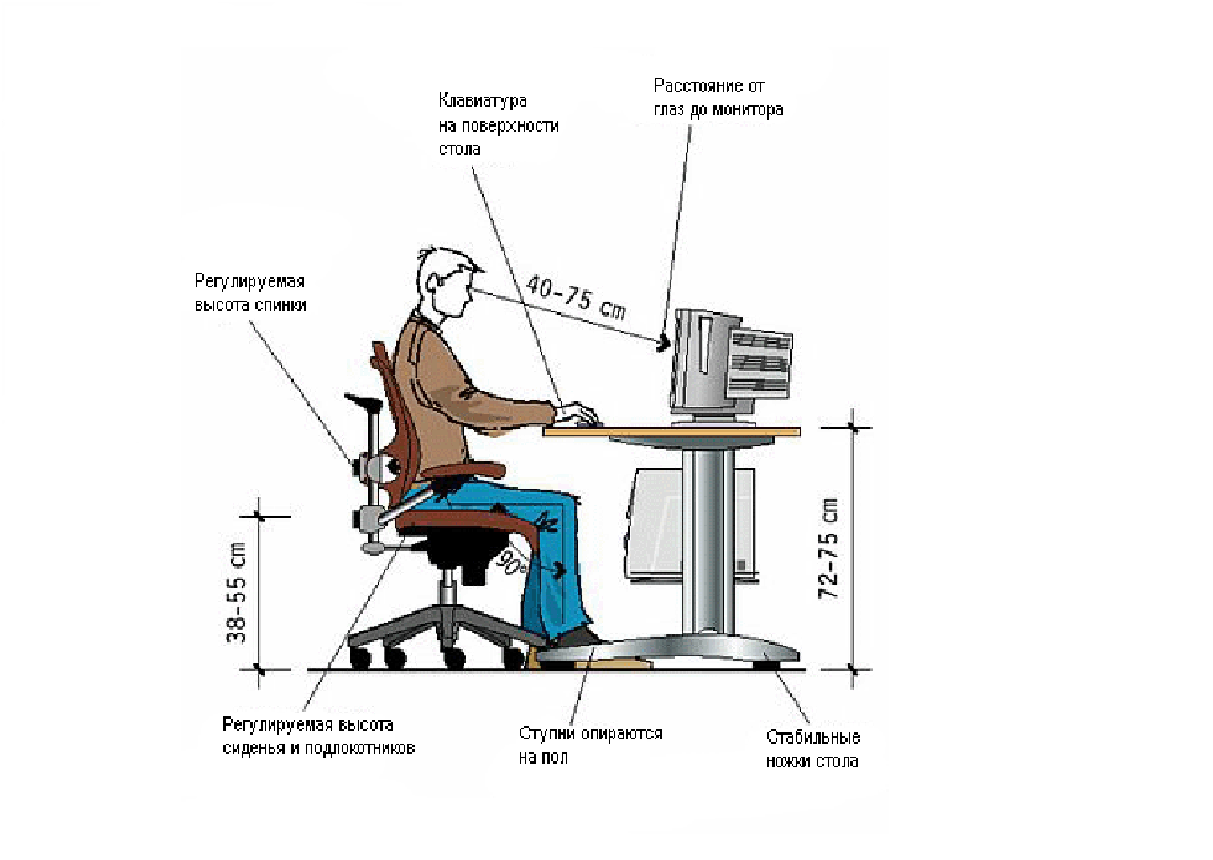 Расстояние от
глаз до монитора
Клавиатура
на поверхности
стола
Регулируемая
высота спинки
40-75 cm
38-55 cm
90°
72-75 cm
Регулируемая высота
сиденья и подлокотников
Ступни опираются
на пол
Стабильные
ножки стола